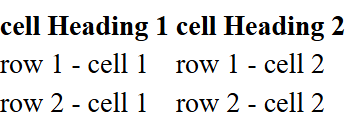 cell Heading 1 cell Heading 2
row 1 - cell 1 row 1 - cell 2
row 2 - cell 1 row 2 - cell 2